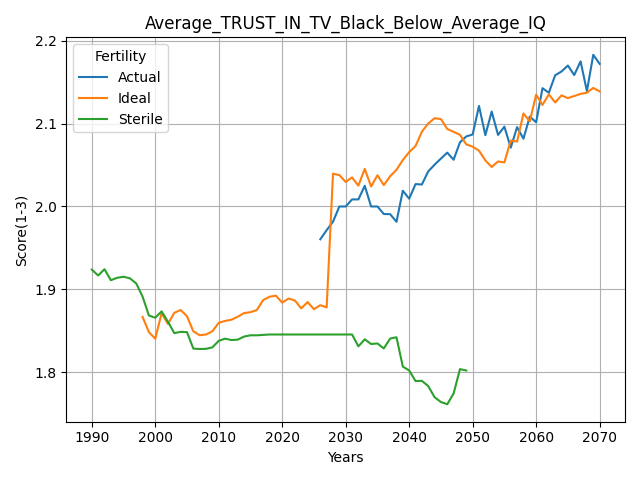 Average_TRUST_IN_TV_Black_Below_Average_IQ
Fertility
Actual
Ideal
Sterile
Score(1-3)
2.2
2.1
2.0
1.9
1.8
1990 2000 2010 2020 2030 2040 2050 2060 2070
Years